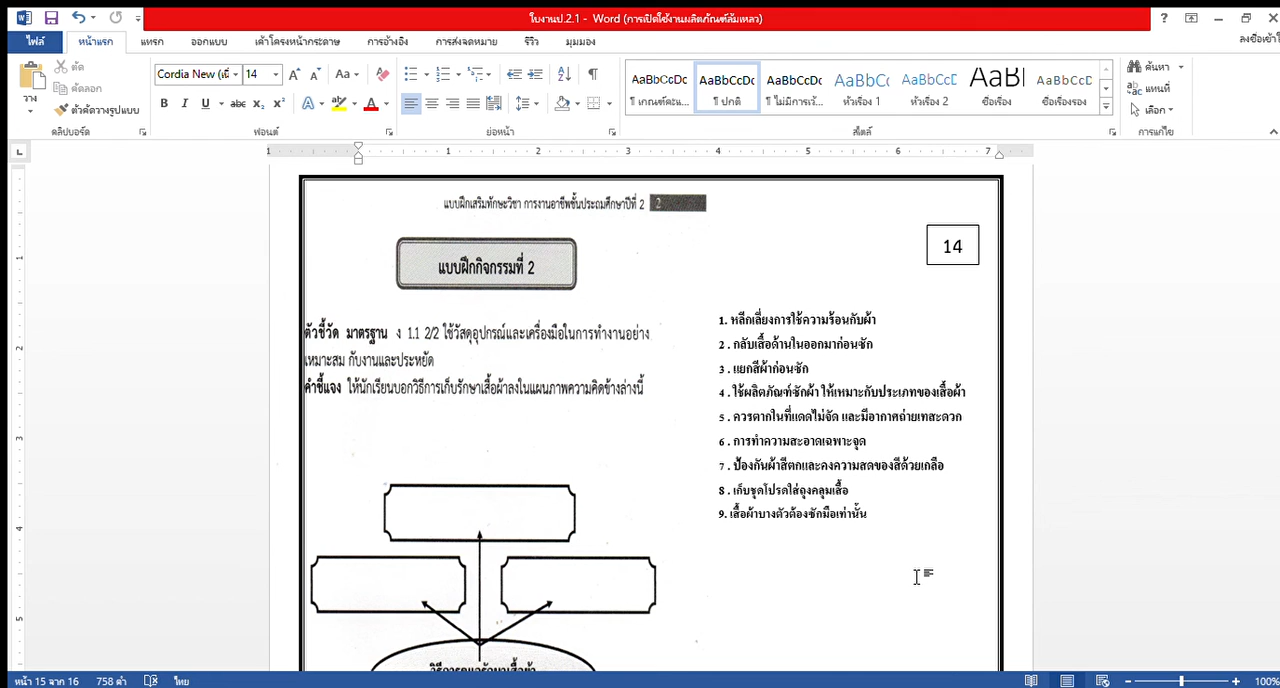 ใบงานป.2.1 - Word (การเปิดใช้งานผลิตภัณฑ์ล้มเหลว)
ไฟล์ หน้าแรก แทรก ออกแบบ เค้าโครงหน้ากระดาษ การอ้างอิง การส่งจดหมาย รีวิว มุมมอง ลงชื่อเข้าใ
วาง ตัด คัดลอก ตัวคัดวางรูปแบบ
คลิปบอร์ด
Cordia New (เนื้ 14
ฟอนต์
ย่อหน้า
AaBbCcDc AaBbCcDc AaBbCcDc AaBbCc AaBbCcC AaBl AaBbCcC
¶ เกณฑ์คะแ... ¶ ปกติ ¶ ไม่มีการเว้... หัวเรื่อง 1 หัวเรื่อง 2 ชื่อเรื่อง ชื่อเรื่องรอง
สไตล์
ค้นหา
แทนที่
เลือก
การแก้ไข
1 1 2 3 4 5 6 7
แบบฝึกเสริมทักษะวิชา การงานอาชีพชั้นประถมศึกษาปีที่ 2 2
14
แบบฝึกกิจกรรมที่ 2
ตัวชี้วัด มาตรฐาน ง 1.1 2/2 ใช้วัสดุอุปกรณ์และเครื่องมือในการทำงานอย่าง
เหมาะสม กับงานและประหยัด
คำชี้แจง ให้นักเรียนบอกวิธีการเก็บรักษาเสื้อผ้าลงในแผนภาพความคิดข้างล่างนี้
1. หลีกเลี่ยงการใช้ความร้อนกับผ้า
2 . กลับเสื้อด้านในออกมาก่อนซัก
3 . แยกสีผ้าก่อนซัก
4 . ใช้ผลิตภัณฑ์ซักผ้า ให้เหมาะกับประเภทของเสื้อผ้า
5 . ควรตากในที่แดดไม่จัด และมีอากาศถ่ายเทสะดวก
6 . การทำความสะอาดเฉพาะจุด
7 . ป้องกันผ้าสีตกและคงความสดของสีด้วยเกลือ
8 . เก็บชุดโปรดใส่ถุงคลุมเสื้อ
9. เสื้อผ้าบางตัวต้องซักมือเท่านั้น
หน้า 15 จาก 16 758 คำ ไทย 100%